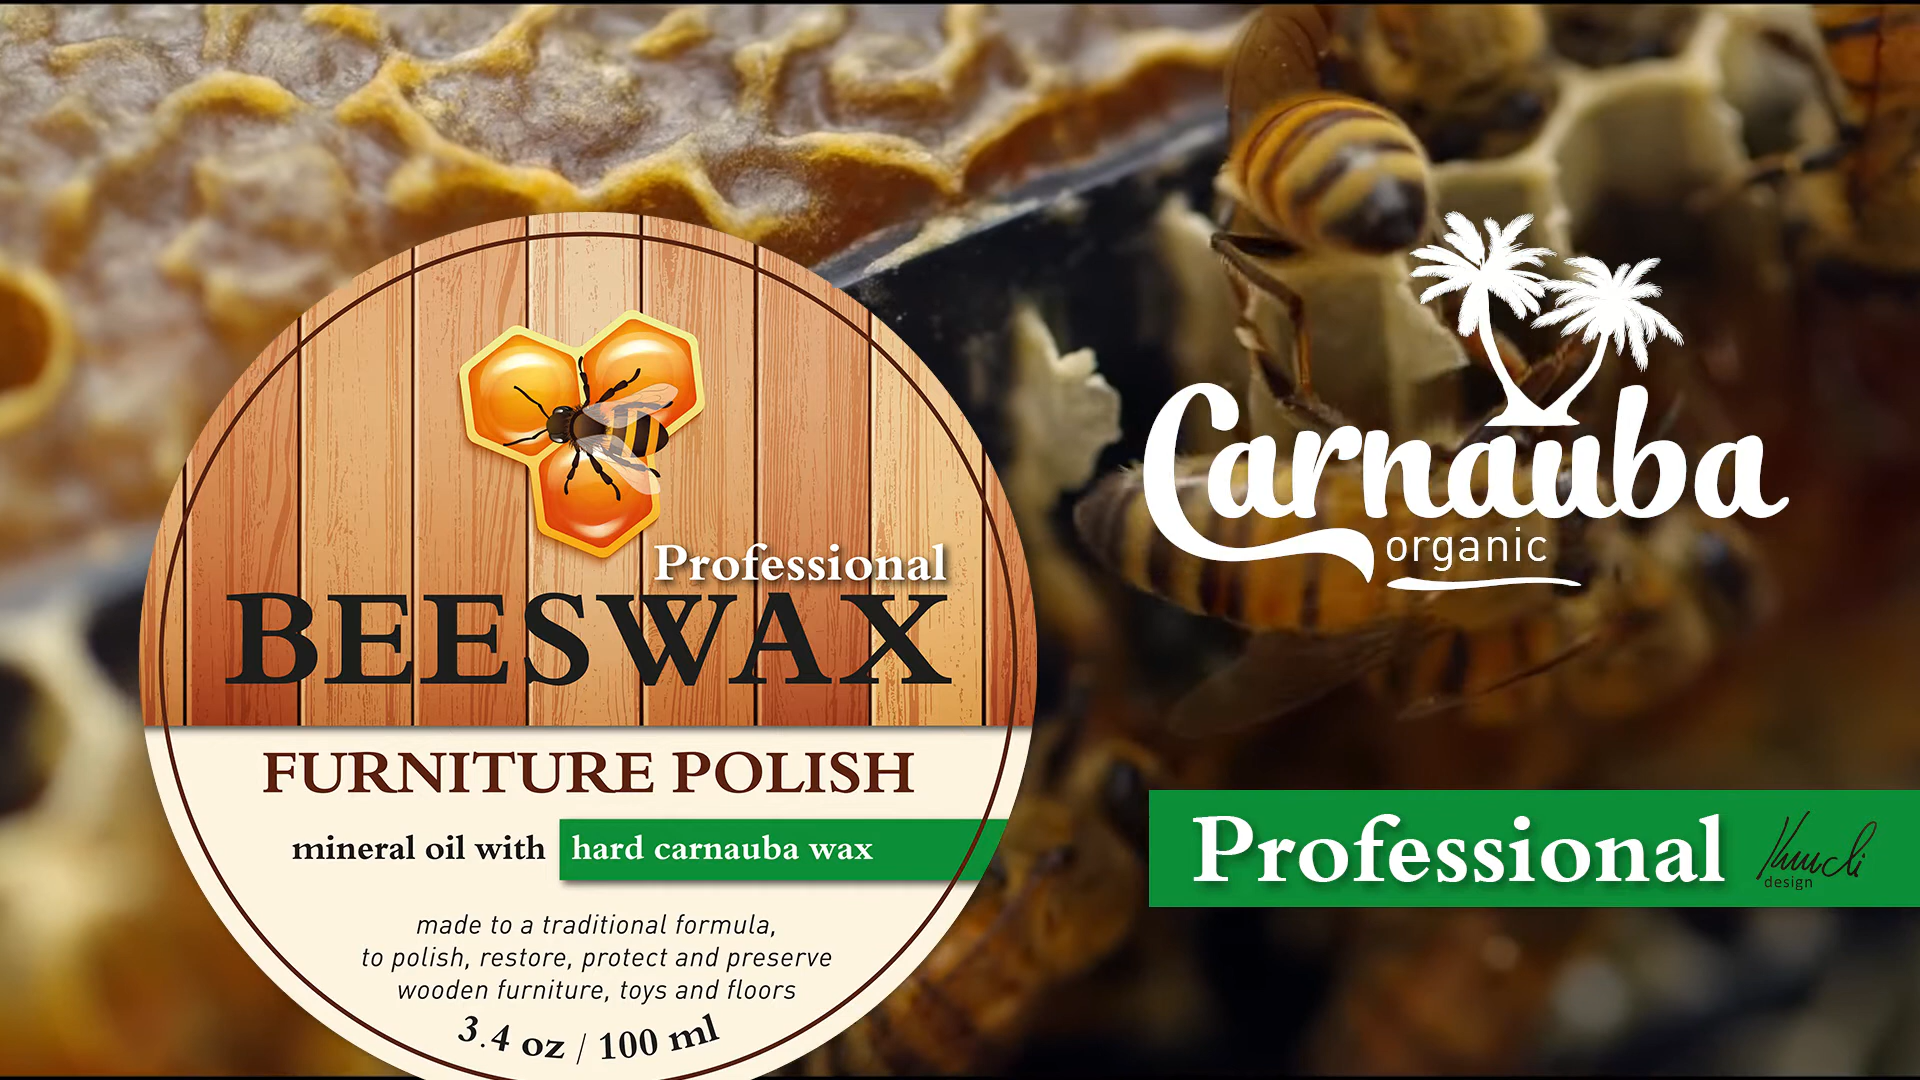 Professional
BEESWAX
FURNITURE POLISH
mineral oil with hard carnauba wax
made to a traditional formula,
to polish, restore, protect and preserve
wooden furniture, toys and floors
3.4 oz / 100 ml
Carnauba
organic
Professional
design